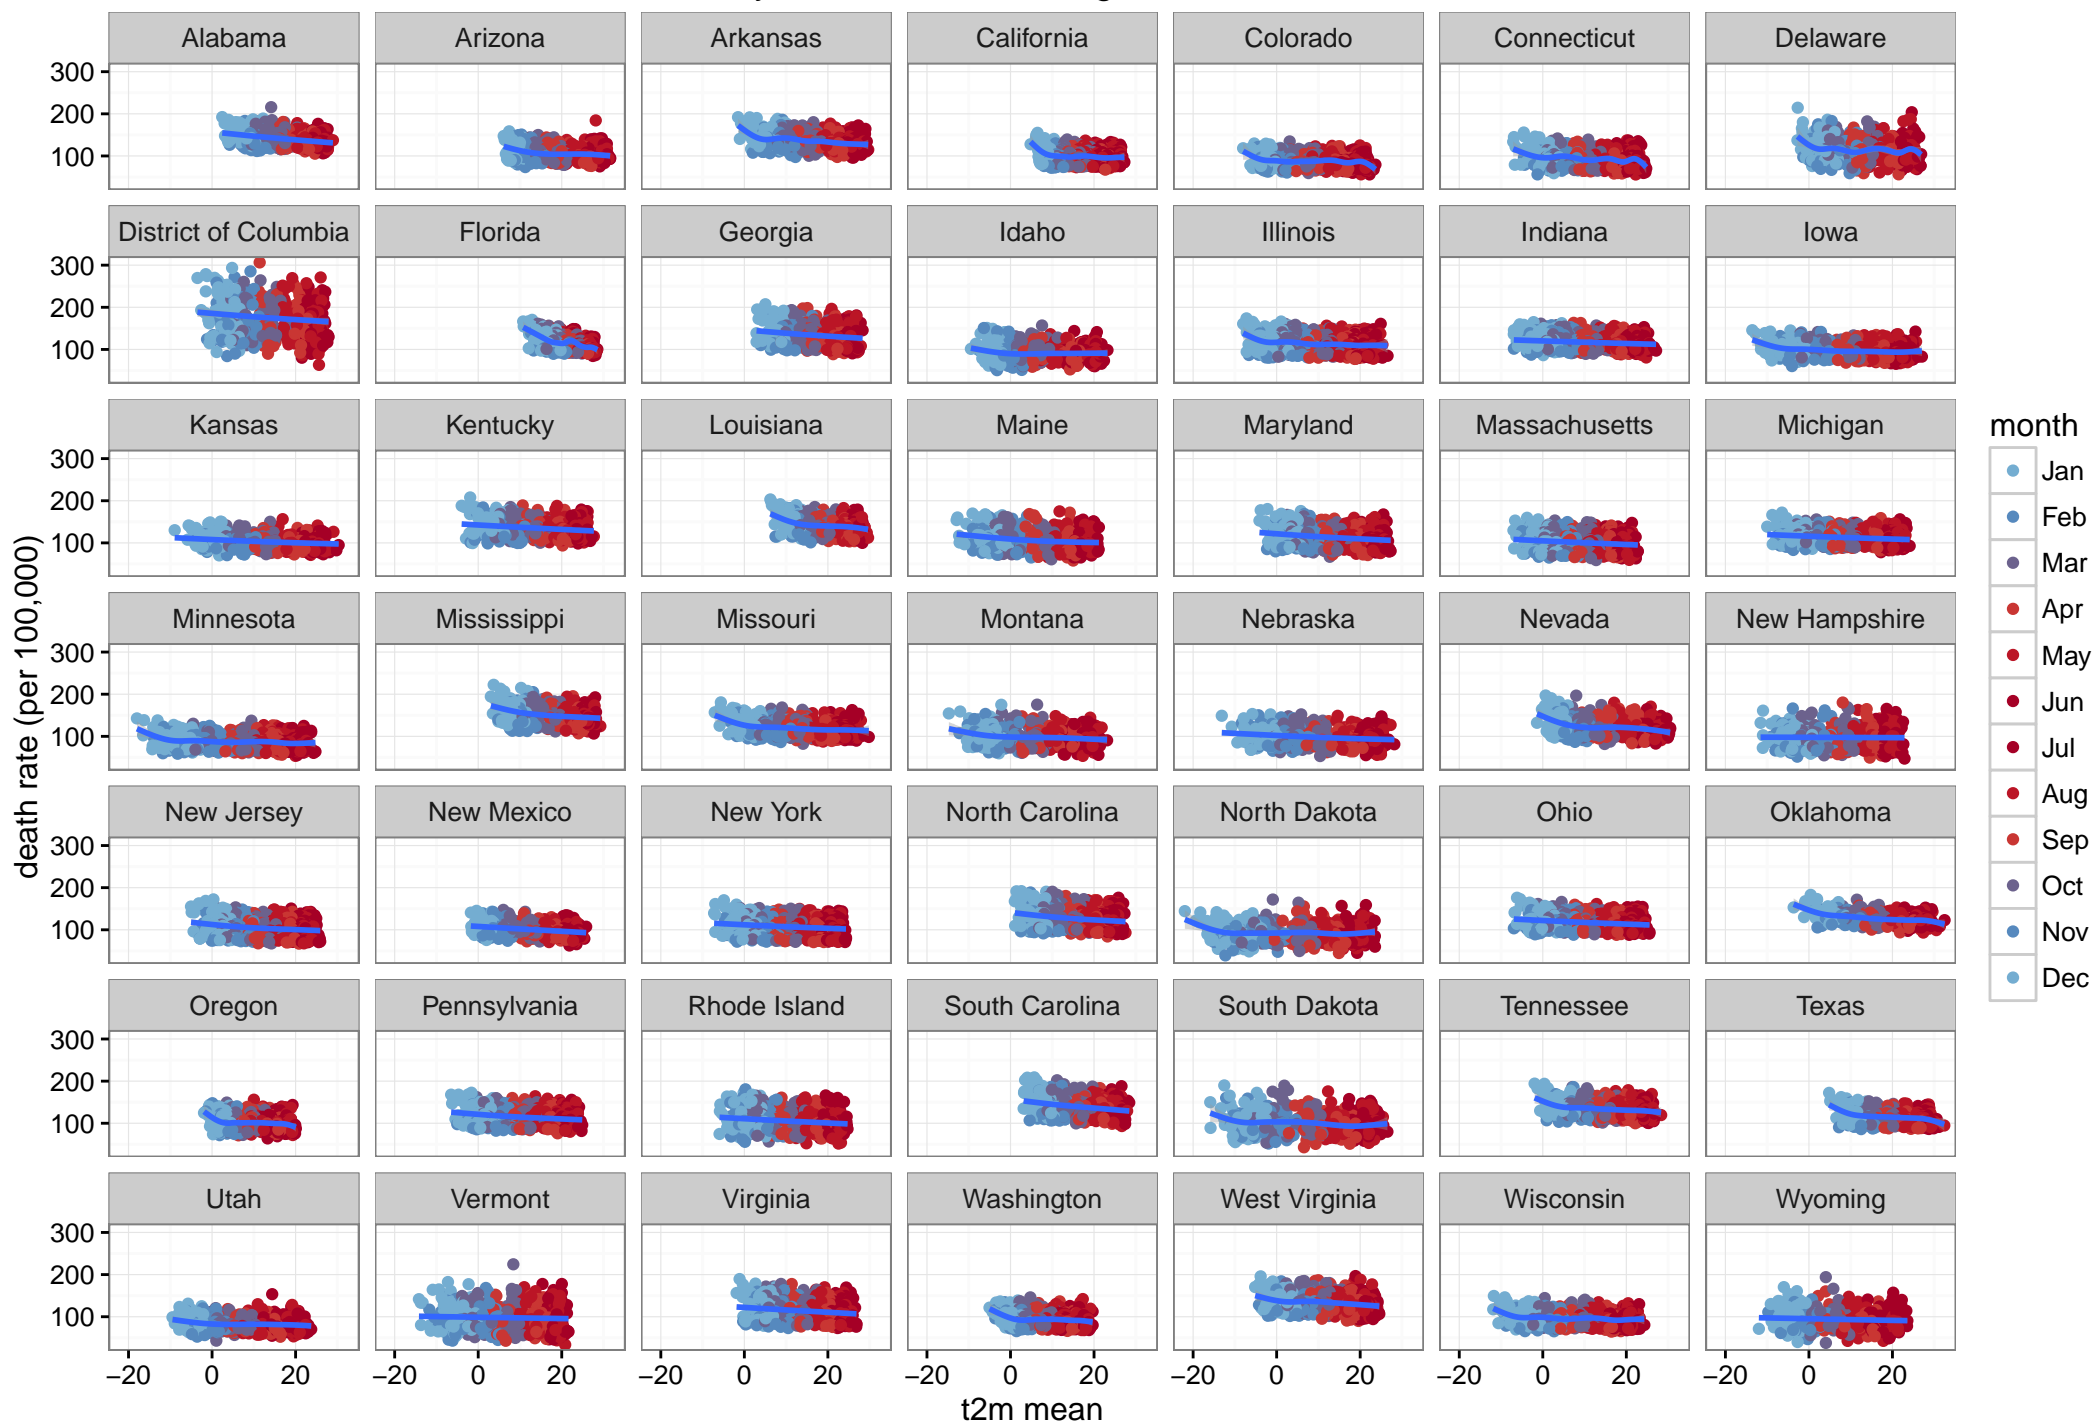 Alabama Arizona Arkansas California Colorado Connecticut Delaware
300
200
100
District of Columbia Florida Georgia Idaho Illinois Indiana Iowa
300
200
100
Kansas Kentucky Louisiana Maine Maryland Massachusetts Michigan
300
200
100
Minnesota Mississippi Missouri Montana Nebraska Nevada New Hampshire
300
200
100
New Jersey New Mexico New York North Carolina North Dakota Ohio Oklahoma
300
200
100
Oregon Pennsylvania Rhode Island South Carolina South Dakota Tennessee Texas
300
200
100
Utah Vermont Virginia Washington West Virginia Wisconsin Wyoming
300
200
100
−20 0 20 −20 0 20 −20 0 20 −20 0 20 −20 0 20 −20 0 20 −20 0 20
t2m mean
death rate (per 100,000)
month
Jan
Feb
Mar
Apr
May
Jun
Jul
Aug
Sep
Oct
Nov
Dec